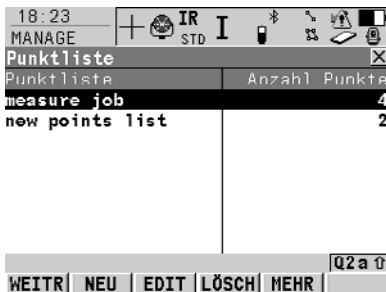 18:23
MANAGE
IR
STD
I
Punktliste
Punktliste Anzahl Punkte
measure job 4
new points list 2
Q2a⇧
WEITR NEU EDIT LÖSCH MEHR